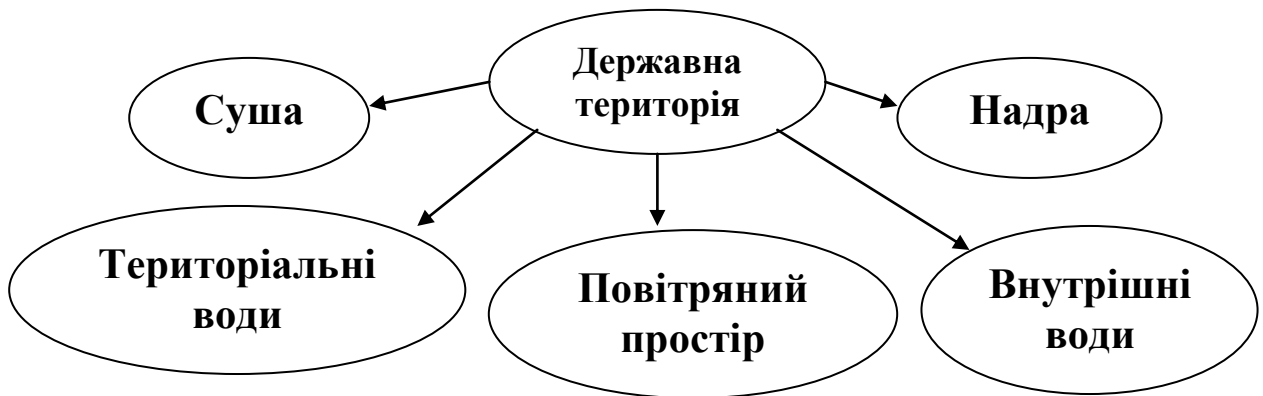 Державна
територія
Суша
Надра
Територіальні
води
Повітряний
простір
Внутрішні
води